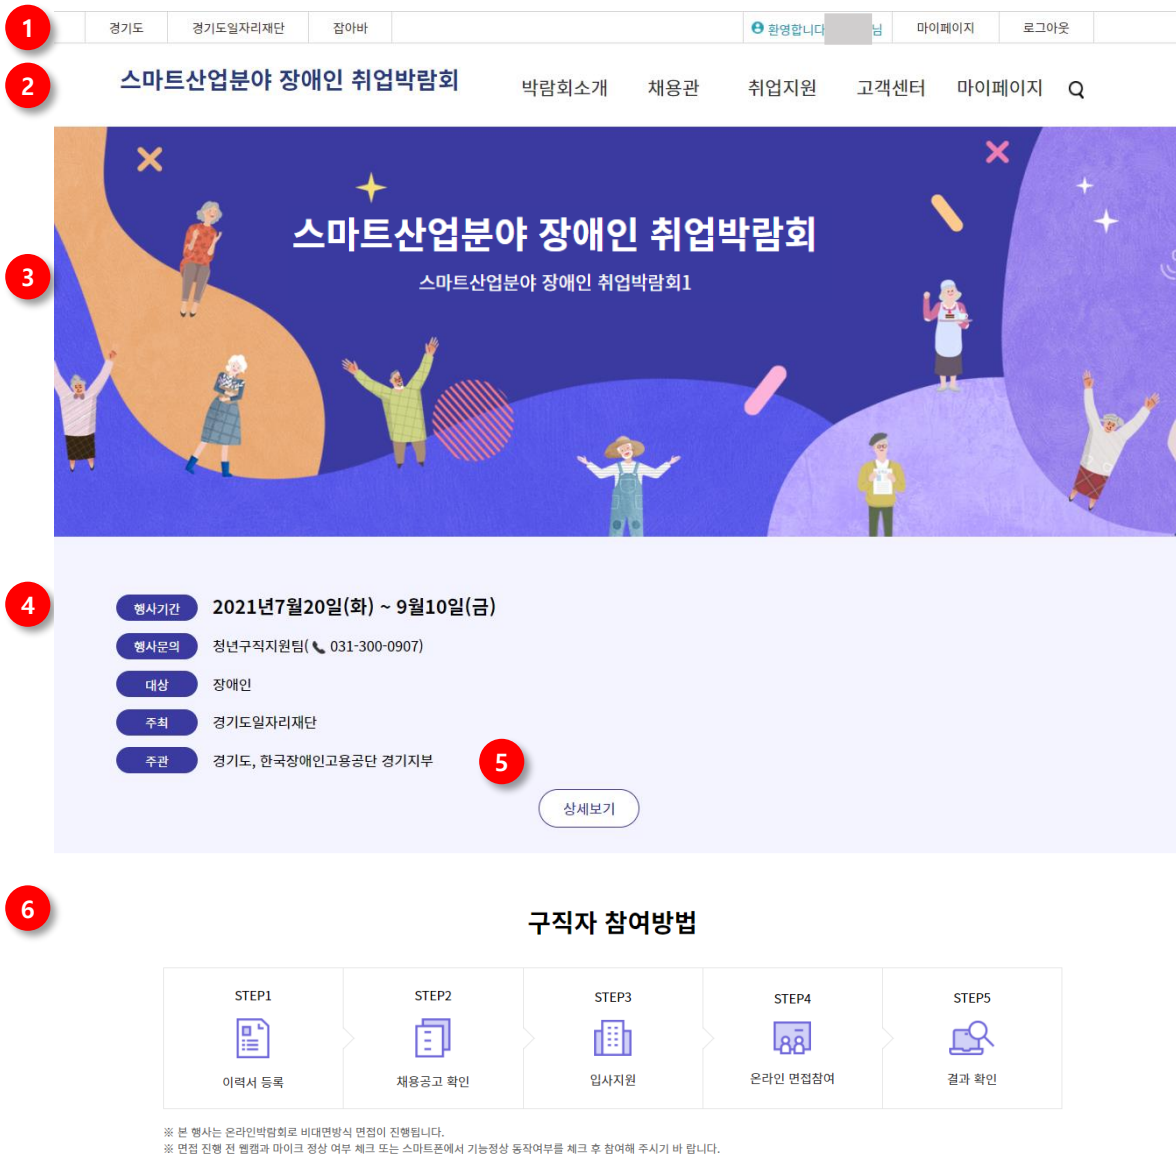 1
경기도 경기도일자리재단 잡아바 환영합니다 님 마이페이지 로그아웃
2
스마트산업분야 장애인 취업박람회 박람회소개 채용관 취업지원 고객센터 마이페이지
3
스마트산업분야 장애인 취업박람회
스마트산업분야 장애인 취업박람회1
4
행사기간 2021년7월20일(화) ~ 9월10일(금)
행사문의 청년구직지원팀( 031-300-0907)
대상 장애인
주최 경기도일자리재단
주관 경기도, 한국장애인고용공단 경기지부
5
상세보기
6
구직자 참여방법
STEP1 STEP2 STEP3 STEP4 STEP5
이력서 등록 채용공고 확인 입사지원 온라인 면접참여 결과 확인
※ 본 행사는 온라인박람회로 비대면방식 면접이 진행됩니다.
※ 면접 진행 전 웹캠과 마이크 정상 여부 체크 또는 스마트폰에서 기능정상 동작여부를 체크 후 참여해 주시기 바 랍니다.